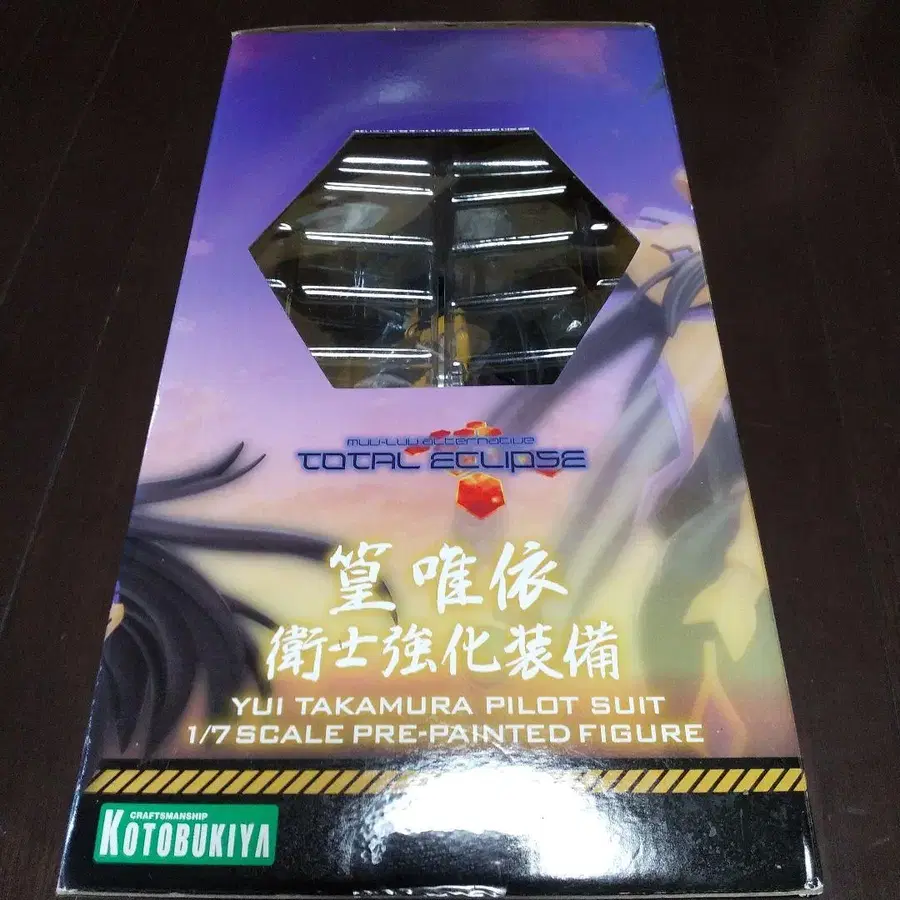 muv-luv alternative
TOTAL ECLIPSE
篁 唯依
衛士強化装備
YUI TAKAMURA PILOT SUIT
1/7 SCALE PRE-PAINTED FIGURE
CRAFTSMANSHIP
KOTOBUKIYA